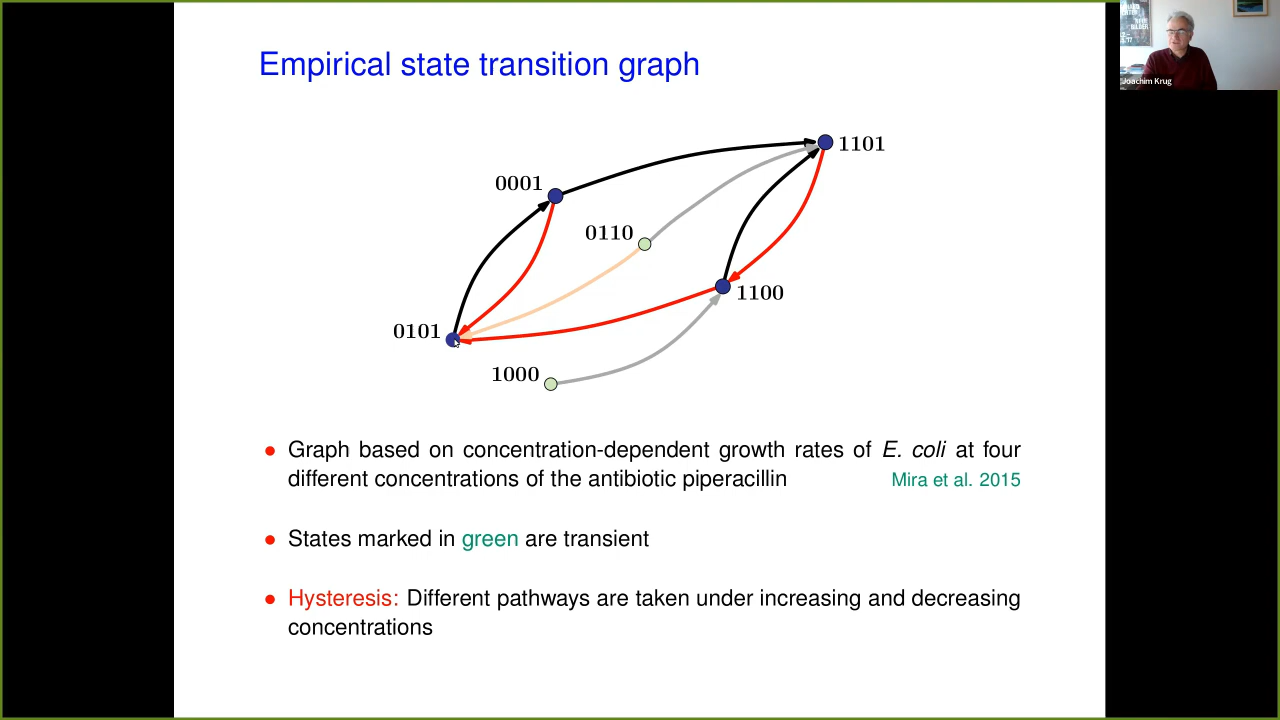 Empirical state transition graph
1101
0001
0110
1100
0101
1000
● Graph based on concentration-dependent growth rates of E. coli at four
different concentrations of the antibiotic piperacillin Mira et al. 2015
● States marked in green are transient
● Hysteresis: Different pathways are taken under increasing and decreasing
concentrations
Joachim Krug